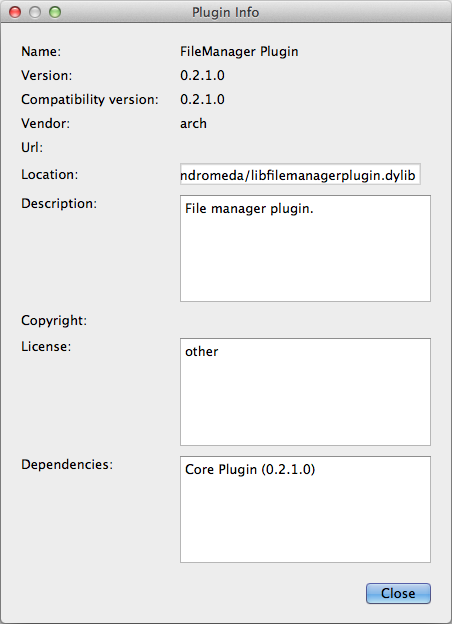 Plugin Info
Name: FileManager Plugin
Version: 0.2.1.0
Compatibility version: 0.2.1.0
Vendor: arch
Url:
Location: ndromeda/libfilemanagerplugin.dylib
Description: File manager plugin.
Copyright:
License: other
Dependencies: Core Plugin (0.2.1.0)
Close